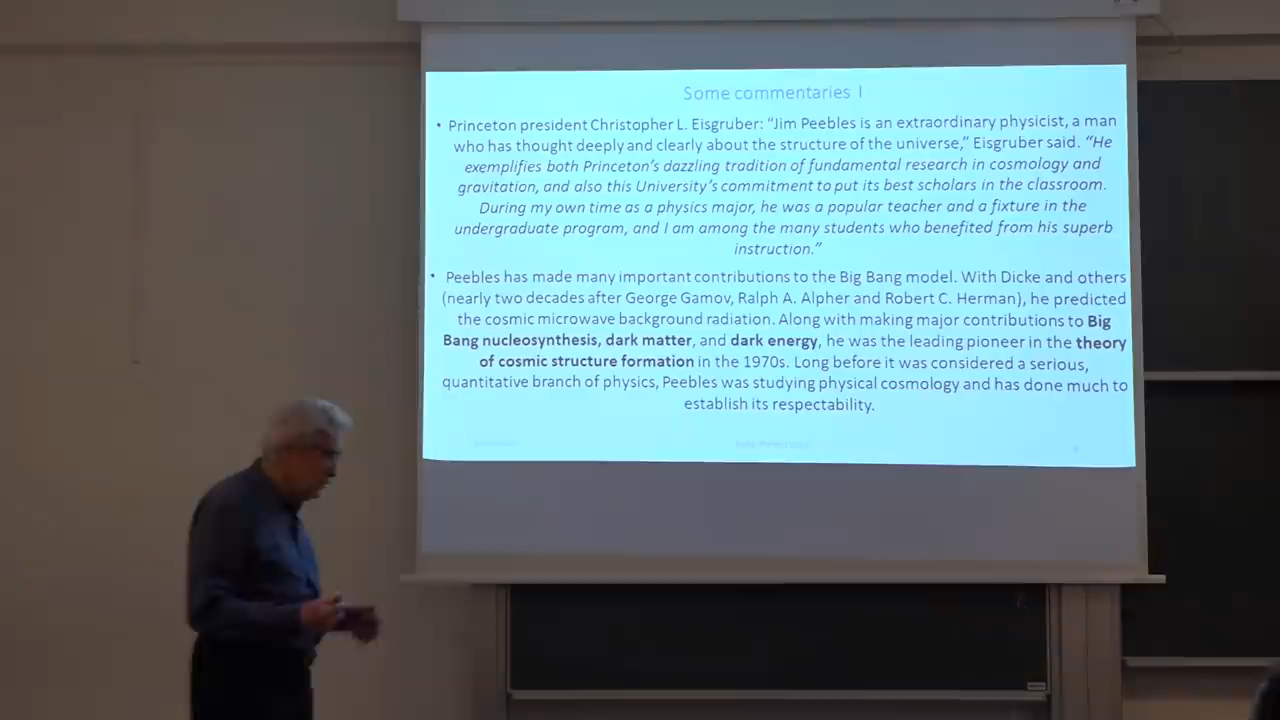 Some commentaries I
• Princeton president Christopher L. Eisgruber: “Jim Peebles is an extraordinary physicist, a man
who has thought deeply and clearly about the structure of the universe,” Eisgruber said. “He
exemplifies both Princeton’s dazzling tradition of fundamental research in cosmology and
gravitation, and also this University’s commitment to put its best scholars in the classroom.
During my own time as a physics major, he was a popular teacher and a fixture in the
undergraduate program, and I am among the many students who benefited from his superb
instruction.”
• Peebles has made many important contributions to the Big Bang model. With Dicke and others
(nearly two decades after George Gamov, Ralph A. Alpher and Robert C. Herman), he predicted
the cosmic microwave background radiation. Along with making major contributions to Big
Bang nucleosynthesis, dark matter, and dark energy, he was the leading pioneer in the theory
of cosmic structure formation in the 1970s. Long before it was considered a serious,
quantitative branch of physics, Peebles was studying physical cosmology and has done much to
establish its respectability.